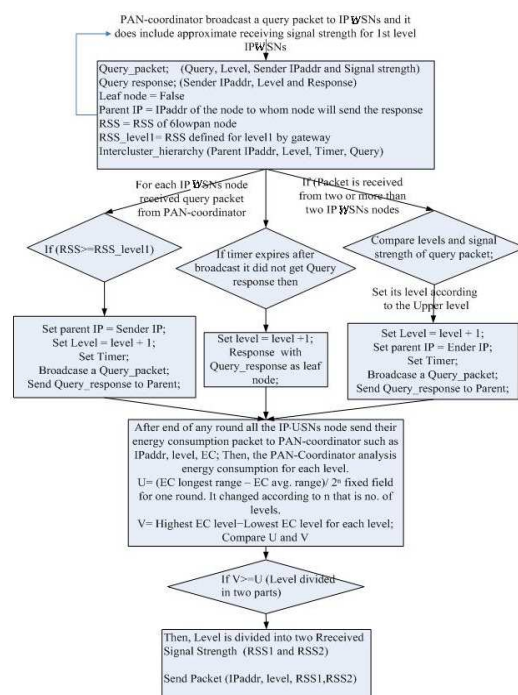 PAN-coordinator broadcast a query packet to IPWSNs and it
does include approximate receiving signal strength for 1st level
IPWSNs
Query_packet; (Query, Level, Sender IPaddr and Signal strength)
Query response; (Sender IPaddr, Level and Response)
Leaf node = False
Parent IP = IPaddr of the node to whom node will send the response
RSS = RSS of 6lowpan node
RSS_level1= RSS defined for level1 by gateway
Intercluster_hierarchy (Parent IPaddr, Level, Timer, Query)
For each IPWSNs node
received query packet
from PAN-coordinator
If (Packet is received
from two or more than
two IPWSNs nodes
If (RSS>=RSS_level1)
If timer expires after
broadcast it did not get Query
response then
Compare levels and signal
strength of query packet;
Set its level according
to the Upper level
Set parent IP = Sender IP;
Set Level = level + 1;
Set Timer;
Broadcase a Query_packet;
Send Query_response to Parent;
Set level = level +1;
Response with
Query_response as leaf
node;
Set Level = level + 1;
Set parent IP = Ender IP;
Set Timer;
Broadcase a Query_packet;
Send Query_response to Parent;
After end of any round all the IP-USNs node send their
energy consumption packet to PAN-coordinator such as
IPaddr, level, EC; Then, the PAN-Coordinator analysis
energy consumption for each level.
U= (EC longest range – EC avg. range)/ 2ⁿ fixed field
for one round. It changed according to n that is no. of
levels.
V= Highest EC level−Lowest EC level for each level;
Compare U and V
If V>=U (Level divided
in two parts)
Then, Level is divided into two Rreceived
Signal Strength (RSS1 and RSS2)
Send Packet (IPaddr, level, RSS1,RSS2)